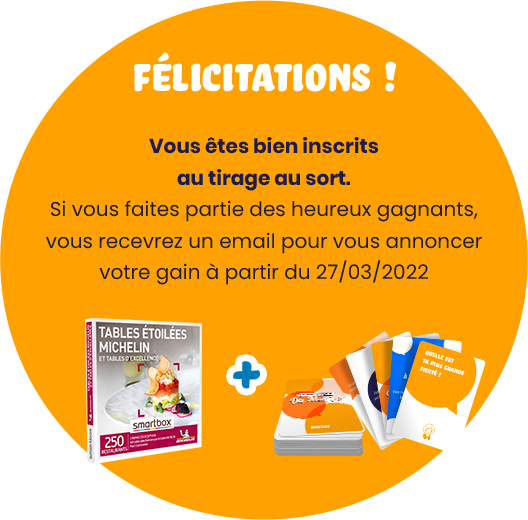 FÉLICITATIONS !
Vous êtes bien inscrits
au tirage au sort.
Si vous faites partie des heureux gagnants,
vous recevrez un email pour vous annoncer
votre gain à partir du 27/03/2022
TABLES ÉTOILÉES
MICHELIN
ET TABLES D'EXCELLENCE
smartbox
250
RESTAURANTS
QUELLE EST
TA PLUS GRANDE
FIERTÉ ?